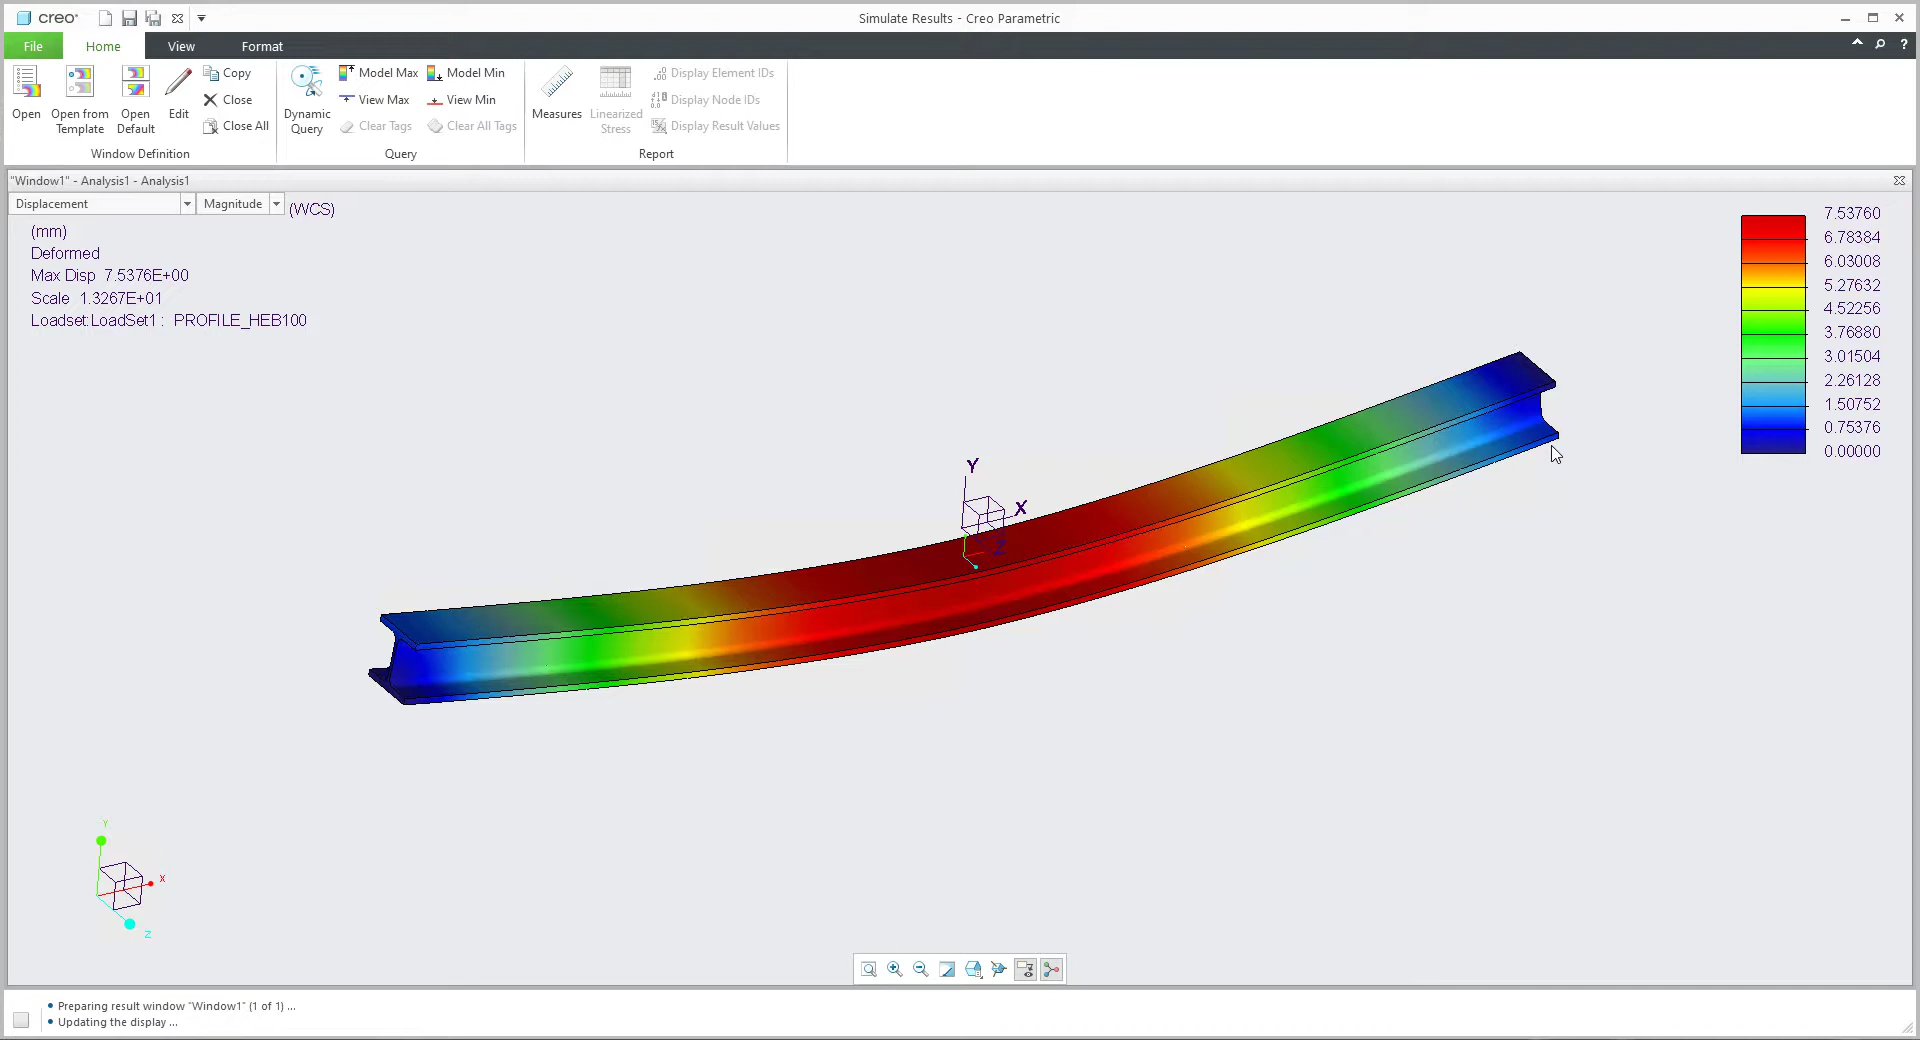 creo
Simulate Results - Creo Parametric
File Home View Format
Open
Open from Template
Open Default
Edit
Copy
Close
Close All
Window Definition
Dynamic Query
Model Max
View Max
Clear Tags
Model Min
View Min
Clear All Tags
Query
Measures
Linearized Stress
Display Element IDs
Display Node IDs
Display Result Values
Report
"Window1" - Analysis1 - Analysis1
Displacement Magnitude (WCS)
(mm)
Deformed
Max Disp 7.5376E+00
Scale 1.3267E+01
Loadset:LoadSet1 : PROFILE_HEB100
7.53760
6.78384
6.03008
5.27632
4.52256
3.76880
3.01504
2.26128
1.50752
0.75376
0.00000
Y
X
Z
Y
X
Z
Preparing result window "Window1" (1 of 1) ...
Updating the display ...